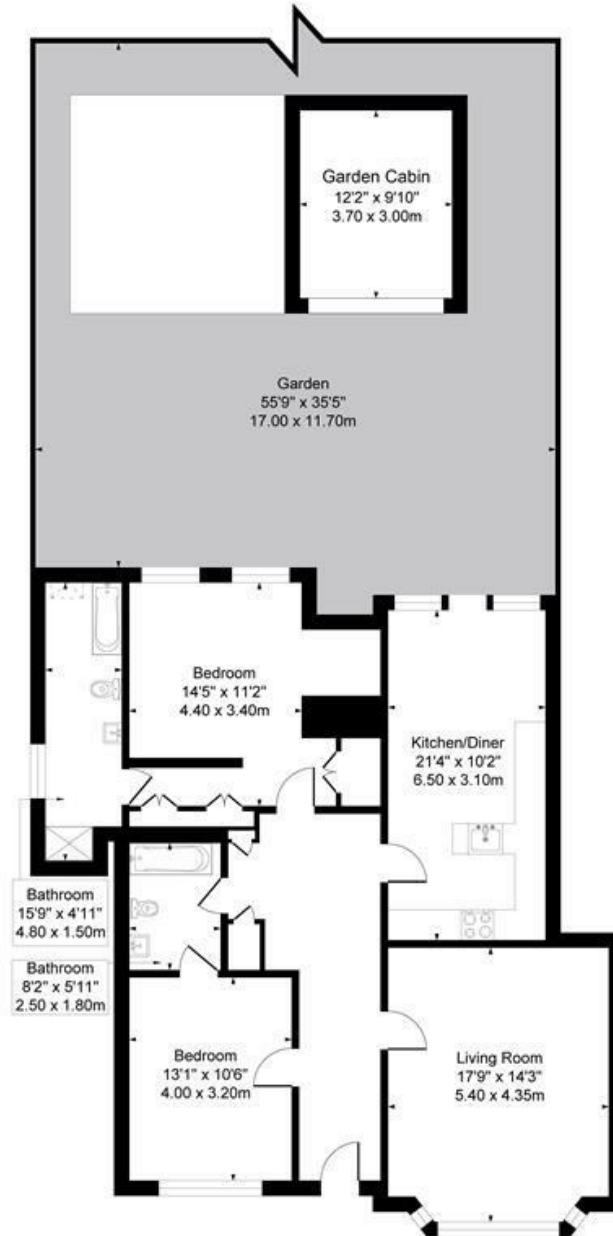 Garden Cabin
12'2" x 9'10"
3.70 x 3.00m
Garden
55'9" x 35'5"
17.00 x 11.70m
Bedroom
14'5" x 11'2"
4.40 x 3.40m
Kitchen/Diner
21'4" x 10'2"
6.50 x 3.10m
Bathroom
15'9" x 4'11"
4.80 x 1.50m
Bathroom
8'2" x 5'11"
2.50 x 1.80m
Bedroom
13'1" x 10'6"
4.00 x 3.20m
Living Room
17'9" x 14'3"
5.40 x 4.35m